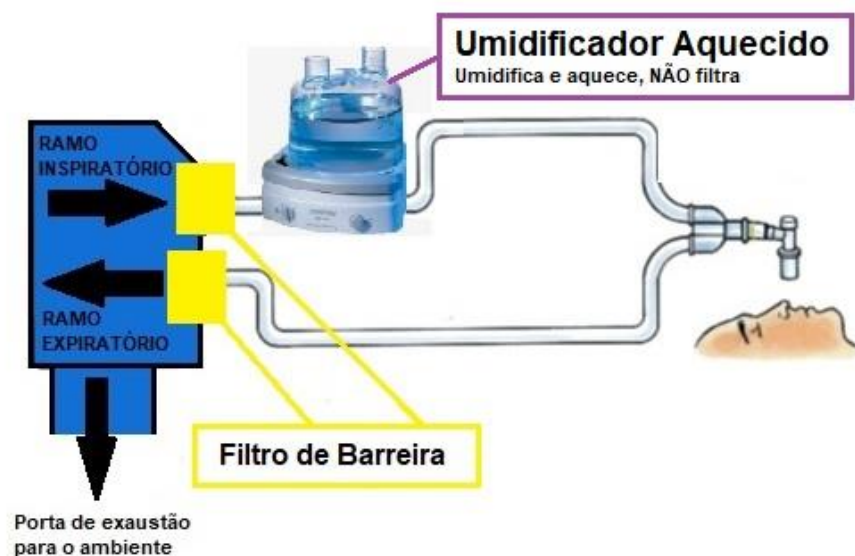 Umidificador Aquecido
Umidifica e aquece, NÃO filtra
RAMO
INSPIRATÓRIO
RAMO
EXPIRATÓRIO
Filtro de Barreira
Porta de exaustão
para o ambiente